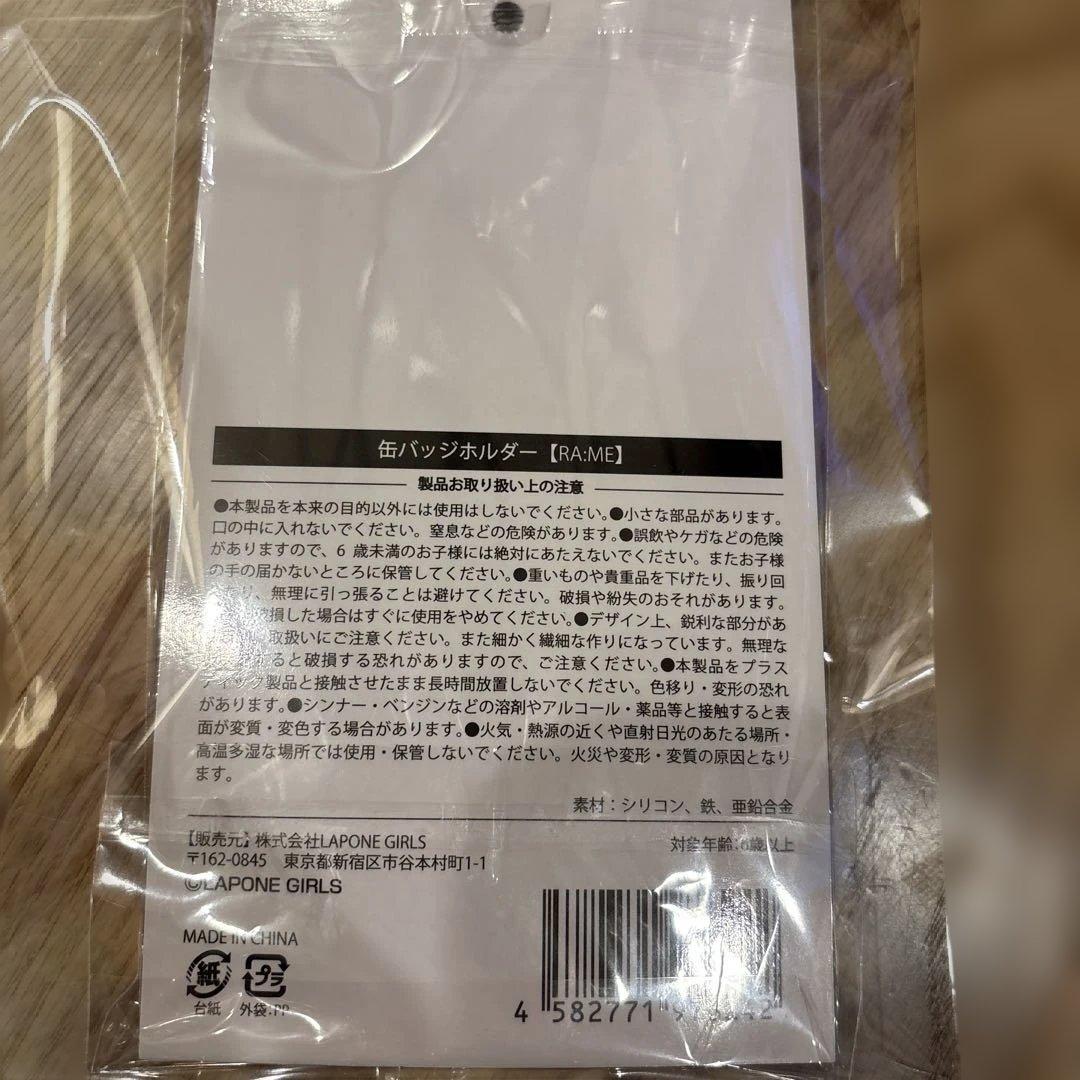 缶バッジホルダー【RA:ME】
製品お取り扱い上の注意
●本製品を本来の目的以外には使用はしないでください。●小さな部品があります。
口の中に入れないでください。窒息などの危険があります。●誤飲やケガなどの危険
がありますので、6 歳未満のお子様には絶対にあたえないでください。またお子様
の手の届かないところに保管してください。●重いものや貴重品を下げたり、振り回
り、無理に引っ張ることは避けてください。破損や紛失のおそれがあります。
破損した場合はすぐに使用をやめてください。●デザイン上、鋭利な部分があ
取扱いにご注意ください。また細かく繊細な作りになっています。無理な
すると破損する恐れがありますので、ご注意ください。●本製品をプラス
ティック製品と接触させたまま長時間放置しないでください。色移り・変形の恐れ
があります。●シンナー・ベンジンなどの溶剤やアルコール・薬品等と接触すると表
面が変質・変色する場合があります。●火気・熱源の近くや直射日光のあたる場所・
高温多湿な場所では使用・保管しないでください。火災や変形・変質の原因となり
ます。
素材：シリコン、鉄、亜鉛合金
【販売元】株式会社LAPONE GIRLS
対象年齢:6歳以上
〒162-0845 東京都新宿区市谷本村町1-1
©LAPONE GIRLS
MADE IN CHINA
紙 プラ
台紙 外袋:PP
4 582771